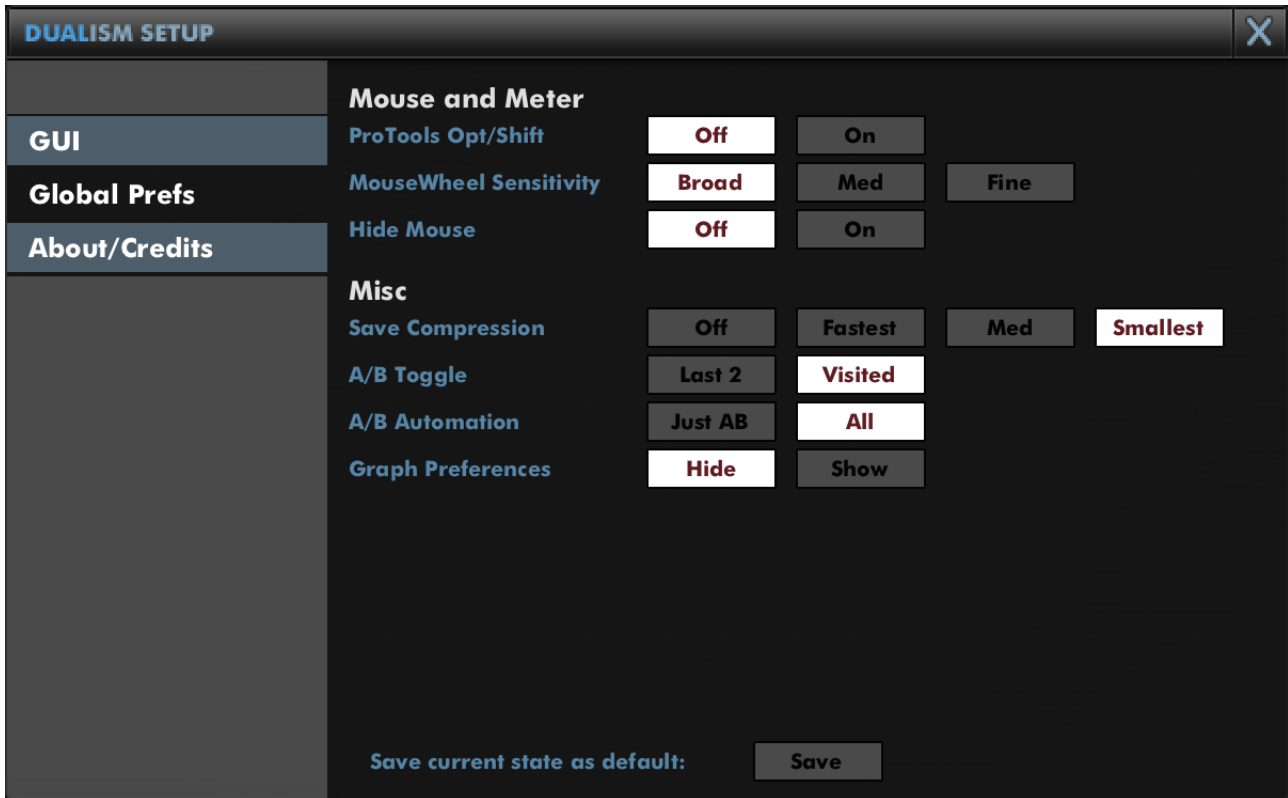 DUALISM SETUP
X
GUI
Global Prefs
About/Credits
Mouse and Meter
ProTools Opt/Shift Off On
MouseWheel Sensitivity Broad Med Fine
Hide Mouse Off On
Misc
Save Compression Off Fastest Med Smallest
A/B Toggle Last 2 Visited
A/B Automation Just AB All
Graph Preferences Hide Show
Save current state as default: Save